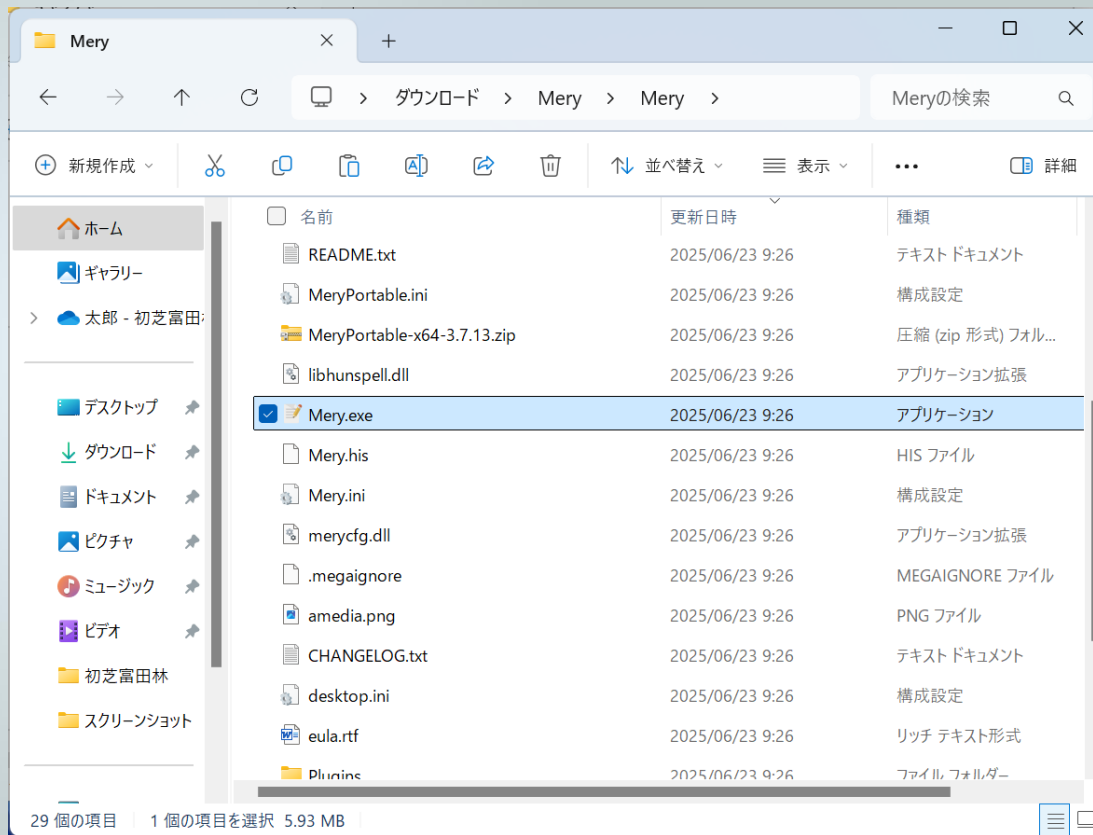 Mery
ダウンロード Mery Mery Meryの検索
新規作成 並べ替え 表示 詳細
ホーム
ギャラリー
太郎 - 初芝富田
デスクトップ
ダウンロード
ドキュメント
ピクチャ
ミュージック
ビデオ
初芝富田林
スクリーンショット
名前 更新日時 種類
README.txt 2025/06/23 9:26 テキスト ドキュメント
MeryPortable.ini 2025/06/23 9:26 構成設定
MeryPortable-x64-3.7.13.zip 2025/06/23 9:26 圧縮 (zip 形式) フォル...
libhunspell.dll 2025/06/23 9:26 アプリケーション拡張
Mery.exe 2025/06/23 9:26 アプリケーション
Mery.his 2025/06/23 9:26 HIS ファイル
Mery.ini 2025/06/23 9:26 構成設定
merycfg.dll 2025/06/23 9:26 アプリケーション拡張
.megaignore 2025/06/23 9:26 MEGAIGNORE ファイル
amedia.png 2025/06/23 9:26 PNG ファイル
CHANGELOG.txt 2025/06/23 9:26 テキスト ドキュメント
desktop.ini 2025/06/23 9:26 構成設定
eula.rtf 2025/06/23 9:26 リッチ テキスト形式
Plugins 2025/06/23 9:26 ファイル フォルダー
29 個の項目 1 個の項目を選択 5.93 MB